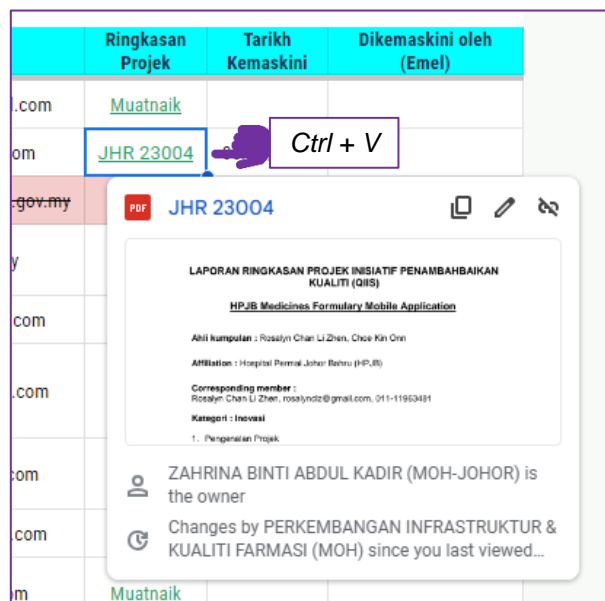 Ringkasan Projek
Tarikh Kemaskini
Dikemaskini oleh (Emel)
.com
Muatnaik
om
JHR 23004
Ctrl + V
.gov.my
PDF
JHR 23004
LAPORAN RINGKASAN PROJEK INISIATIF PENAMBAHBAIKAN
KUALITI (QIIS)
HPJB Medicines Formulary Mobile Application
Ahli kumpulan : Rosalyn Chan Li Zhen, Choe Kin Onn
Affiliation : Hospital Permai Johor Bahru (HPJB)
Corresponding member :
Rosalyn Chan Li Zhen, rosalynclz@gmail.com, 011-11963481
Kategori : Inovasi
1. Pengenalan Projek
y
com
.com
ZAHRINA BINTI ABDUL KADIR (MOH-JOHOR) is
the owner
com
Changes by PERKEMBANGAN INFRASTRUKTUR &
KUALITI FARMASI (MOH) since you last viewed...
.com
m
Muatnaik